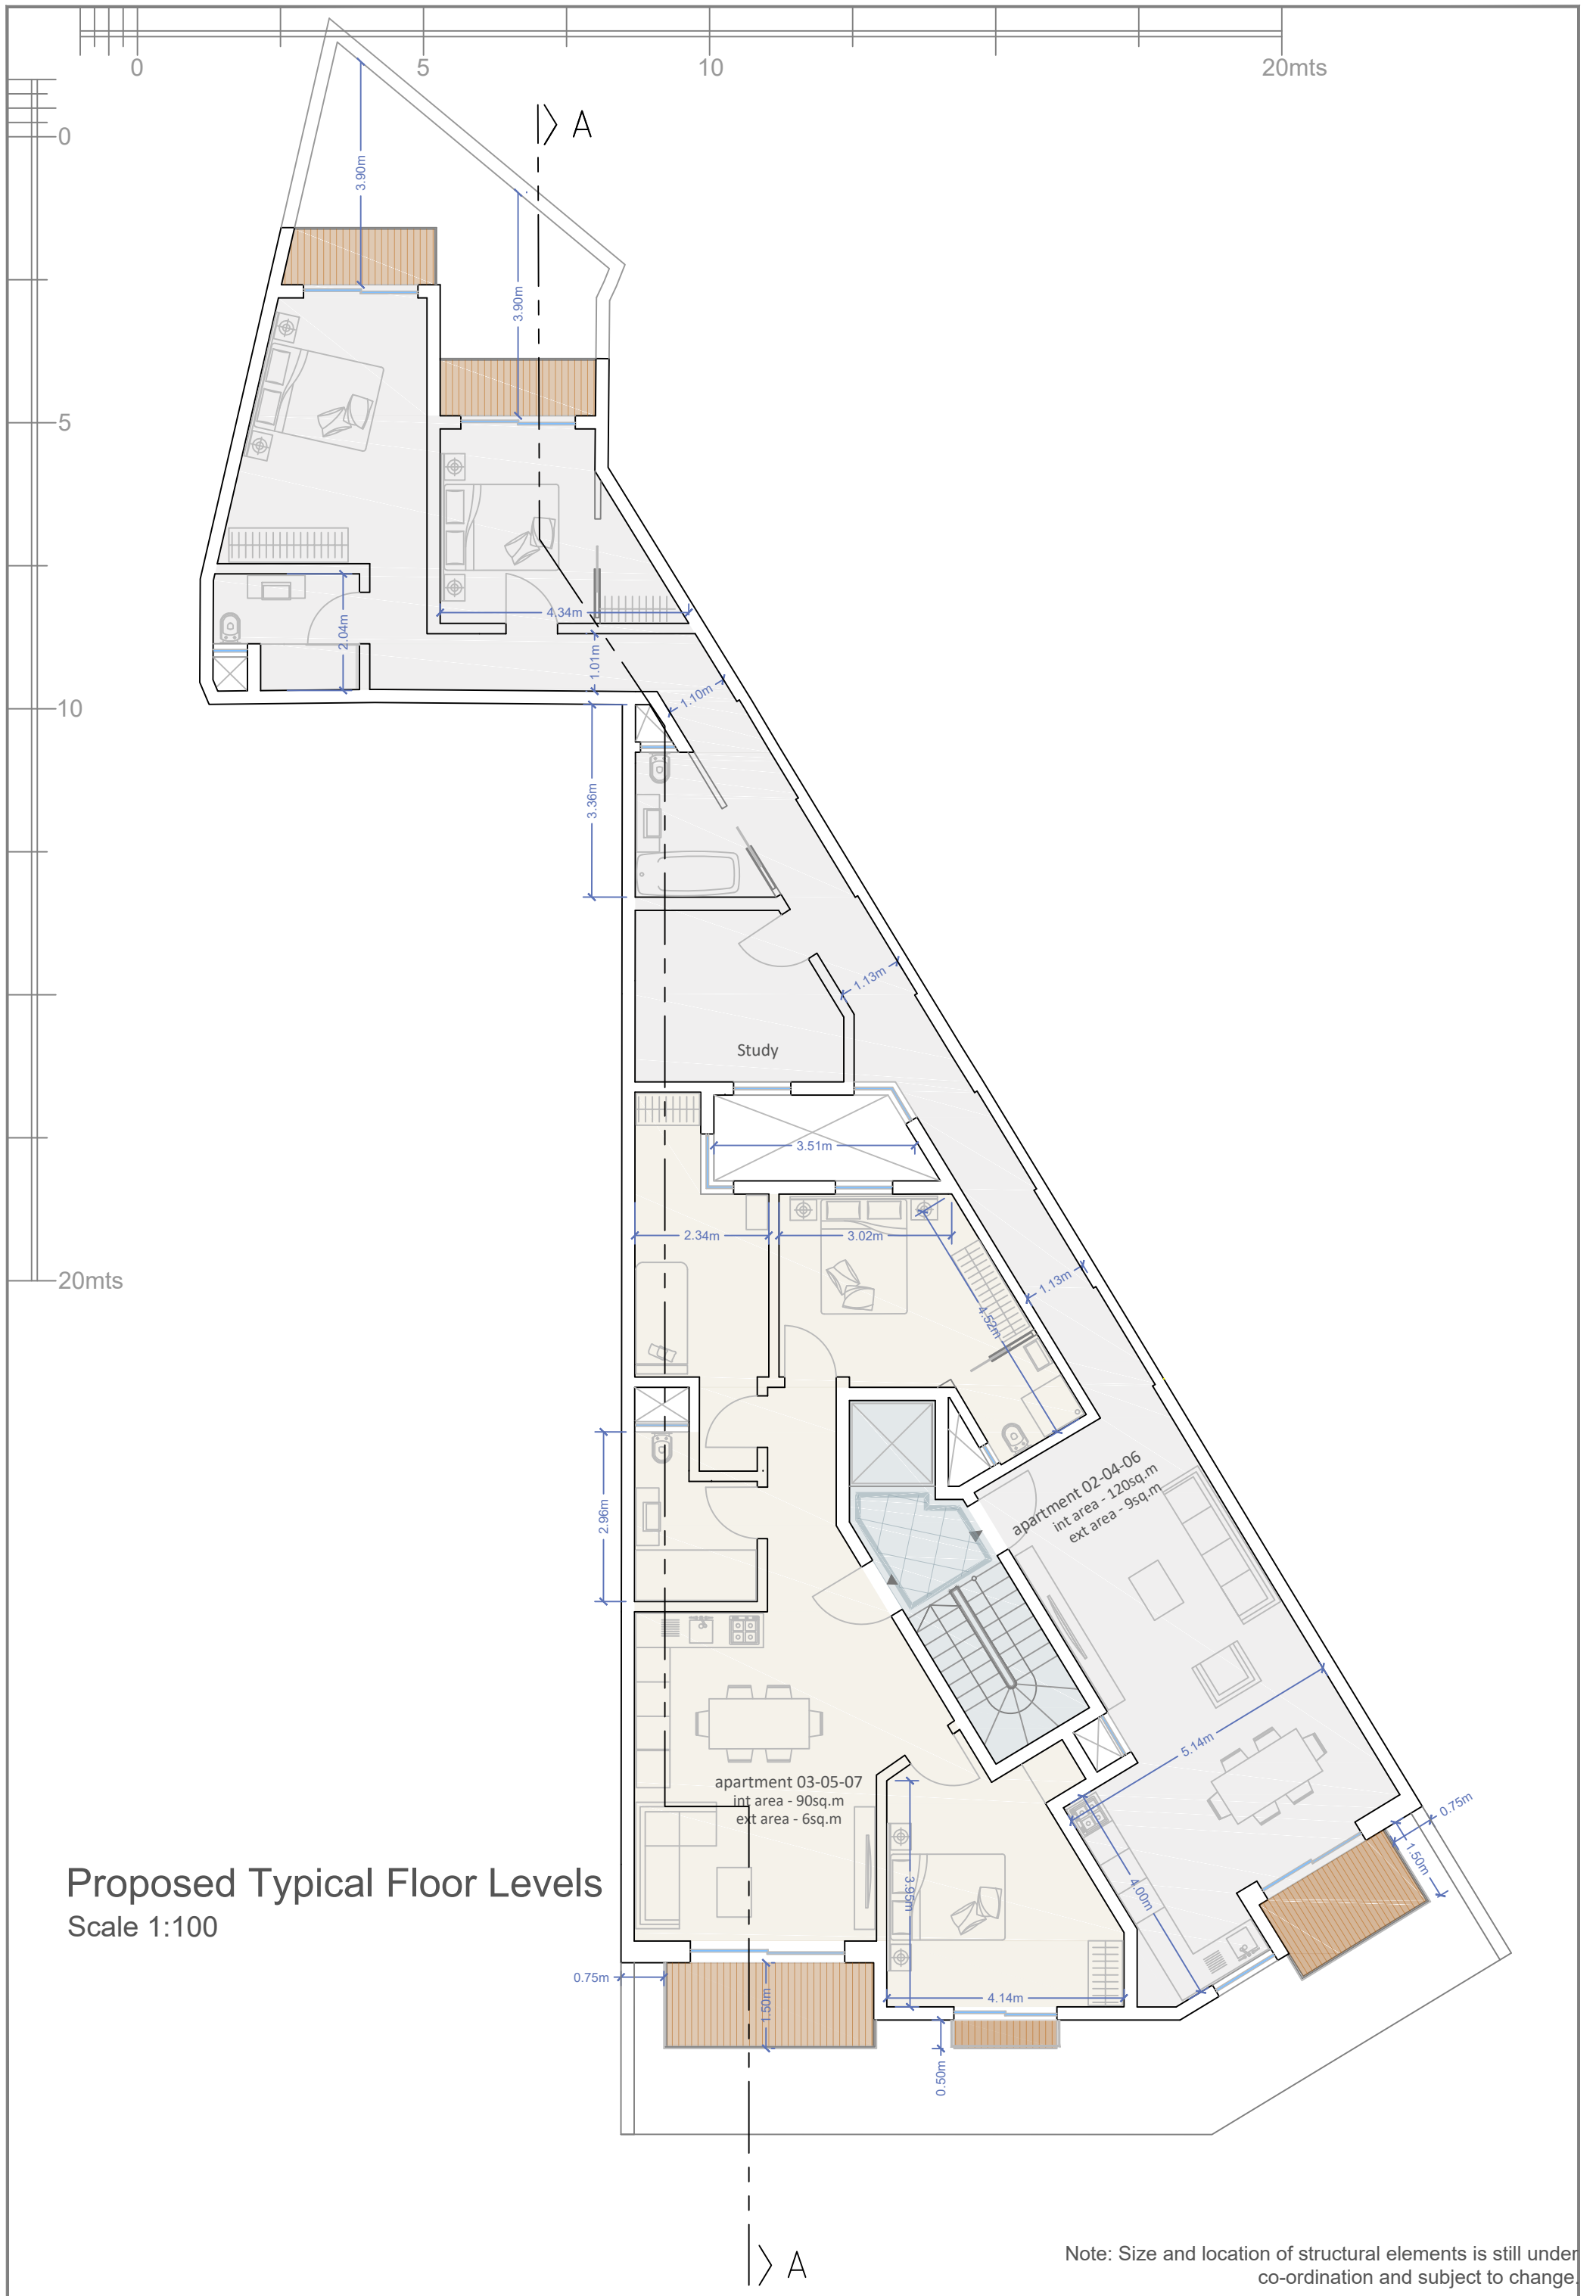 0
5
10
20mts
0
5
10
20mts
A
3.90m
3.90m
4.34m
2.04m
1.01m
1.10m
3.36m
1.13m
Study
3.51m
2.34m
3.02m
1.13m
4.52m
apartment 02-04-06
int area - 120sq.m
ext area - 9sq.m
2.96m
5.14m
apartment 03-05-07
int area - 90sq.m
ext area - 6sq.m
0.75m
1.50m
4.00m
3.95m
Proposed Typical Floor Levels
Scale 1:100
0.75m
1.50m
4.14m
0.50m
A
Note: Size and location of structural elements is still under
co-ordination and subject to change.